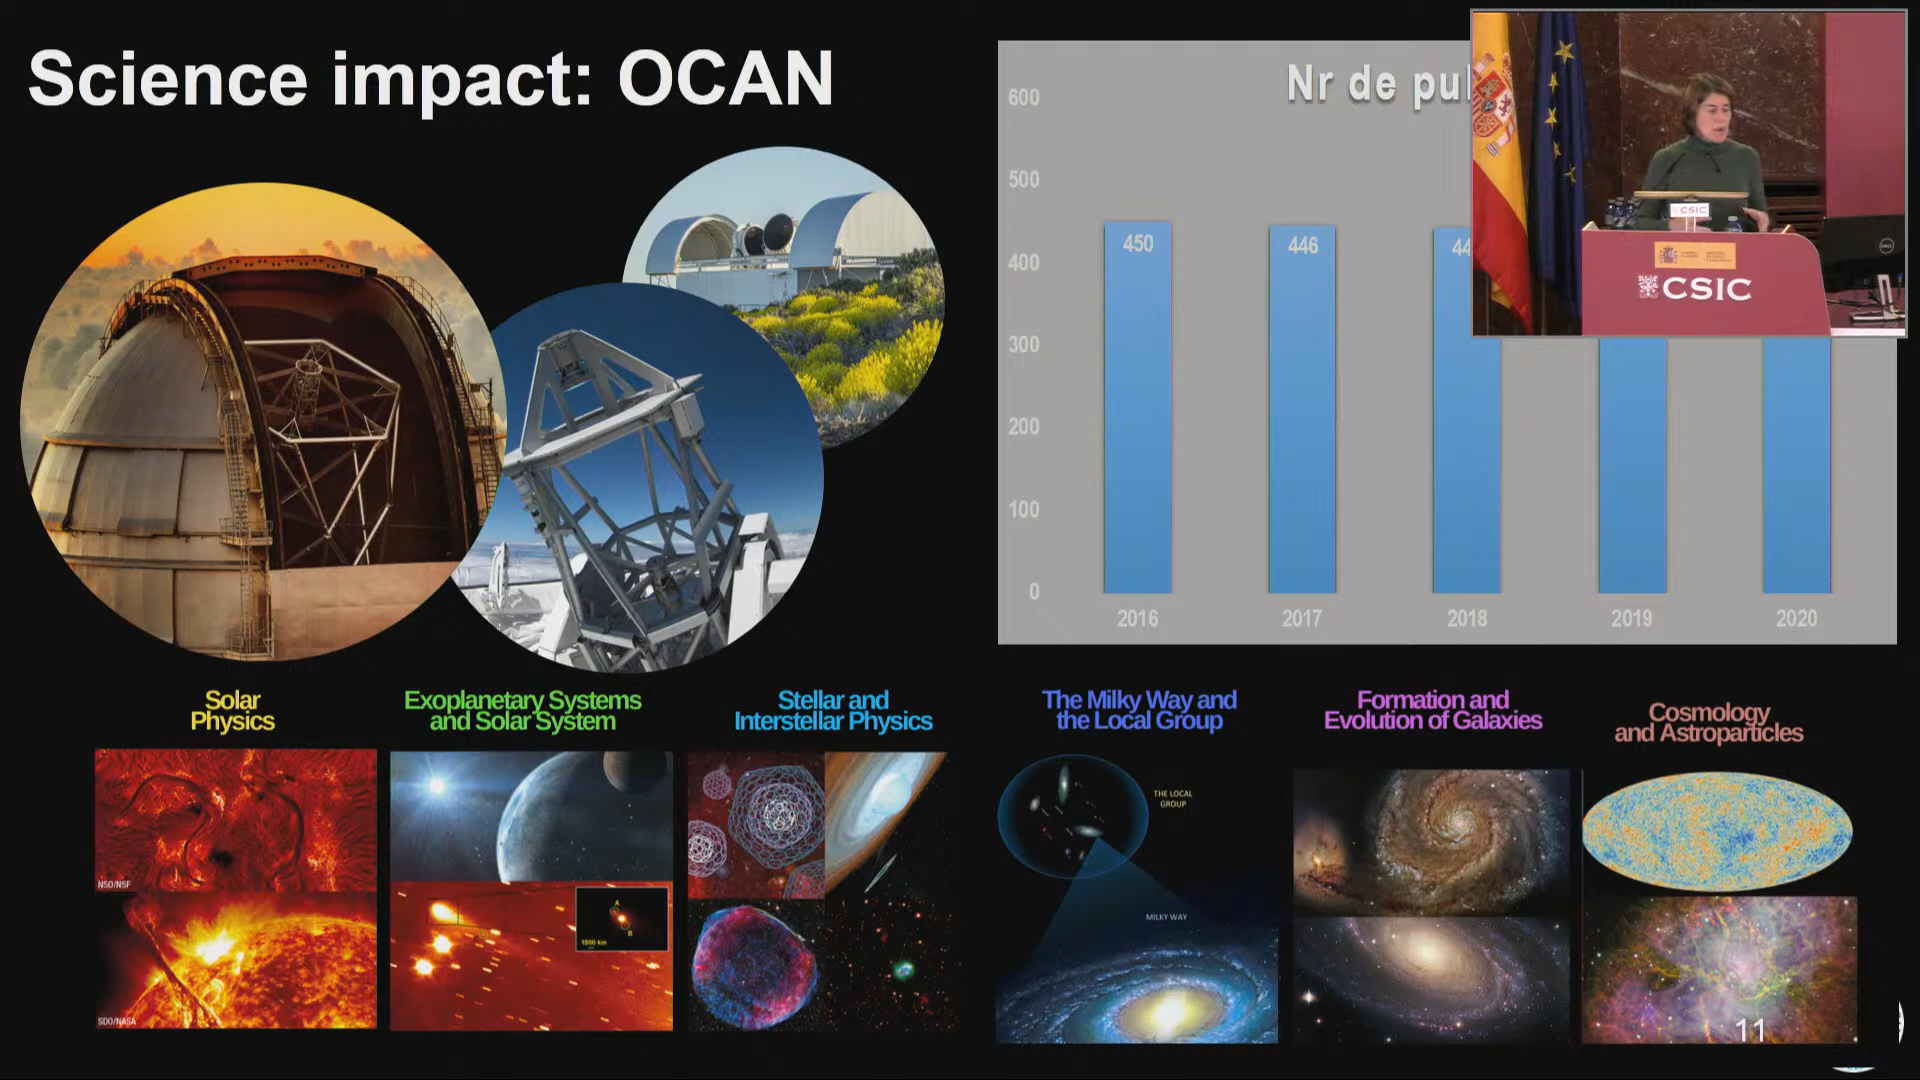 Science impact: OCAN
Nr de
600
500
400
300
200
100
0
450
446
2016
2017
2018
2019
2020
CSIC
CSIC
Solar
Physics
Exoplanetary Systems
and Solar System
Stellar and
Interstellar Physics
The Milky Way and
the Local Group
Formation and
Evolution of Galaxies
Cosmology
and Astroparticles
NSO/NSF
SDO/NASA
A
B
1800 km
THE LOCAL
GROUP
MILKY WAY
11